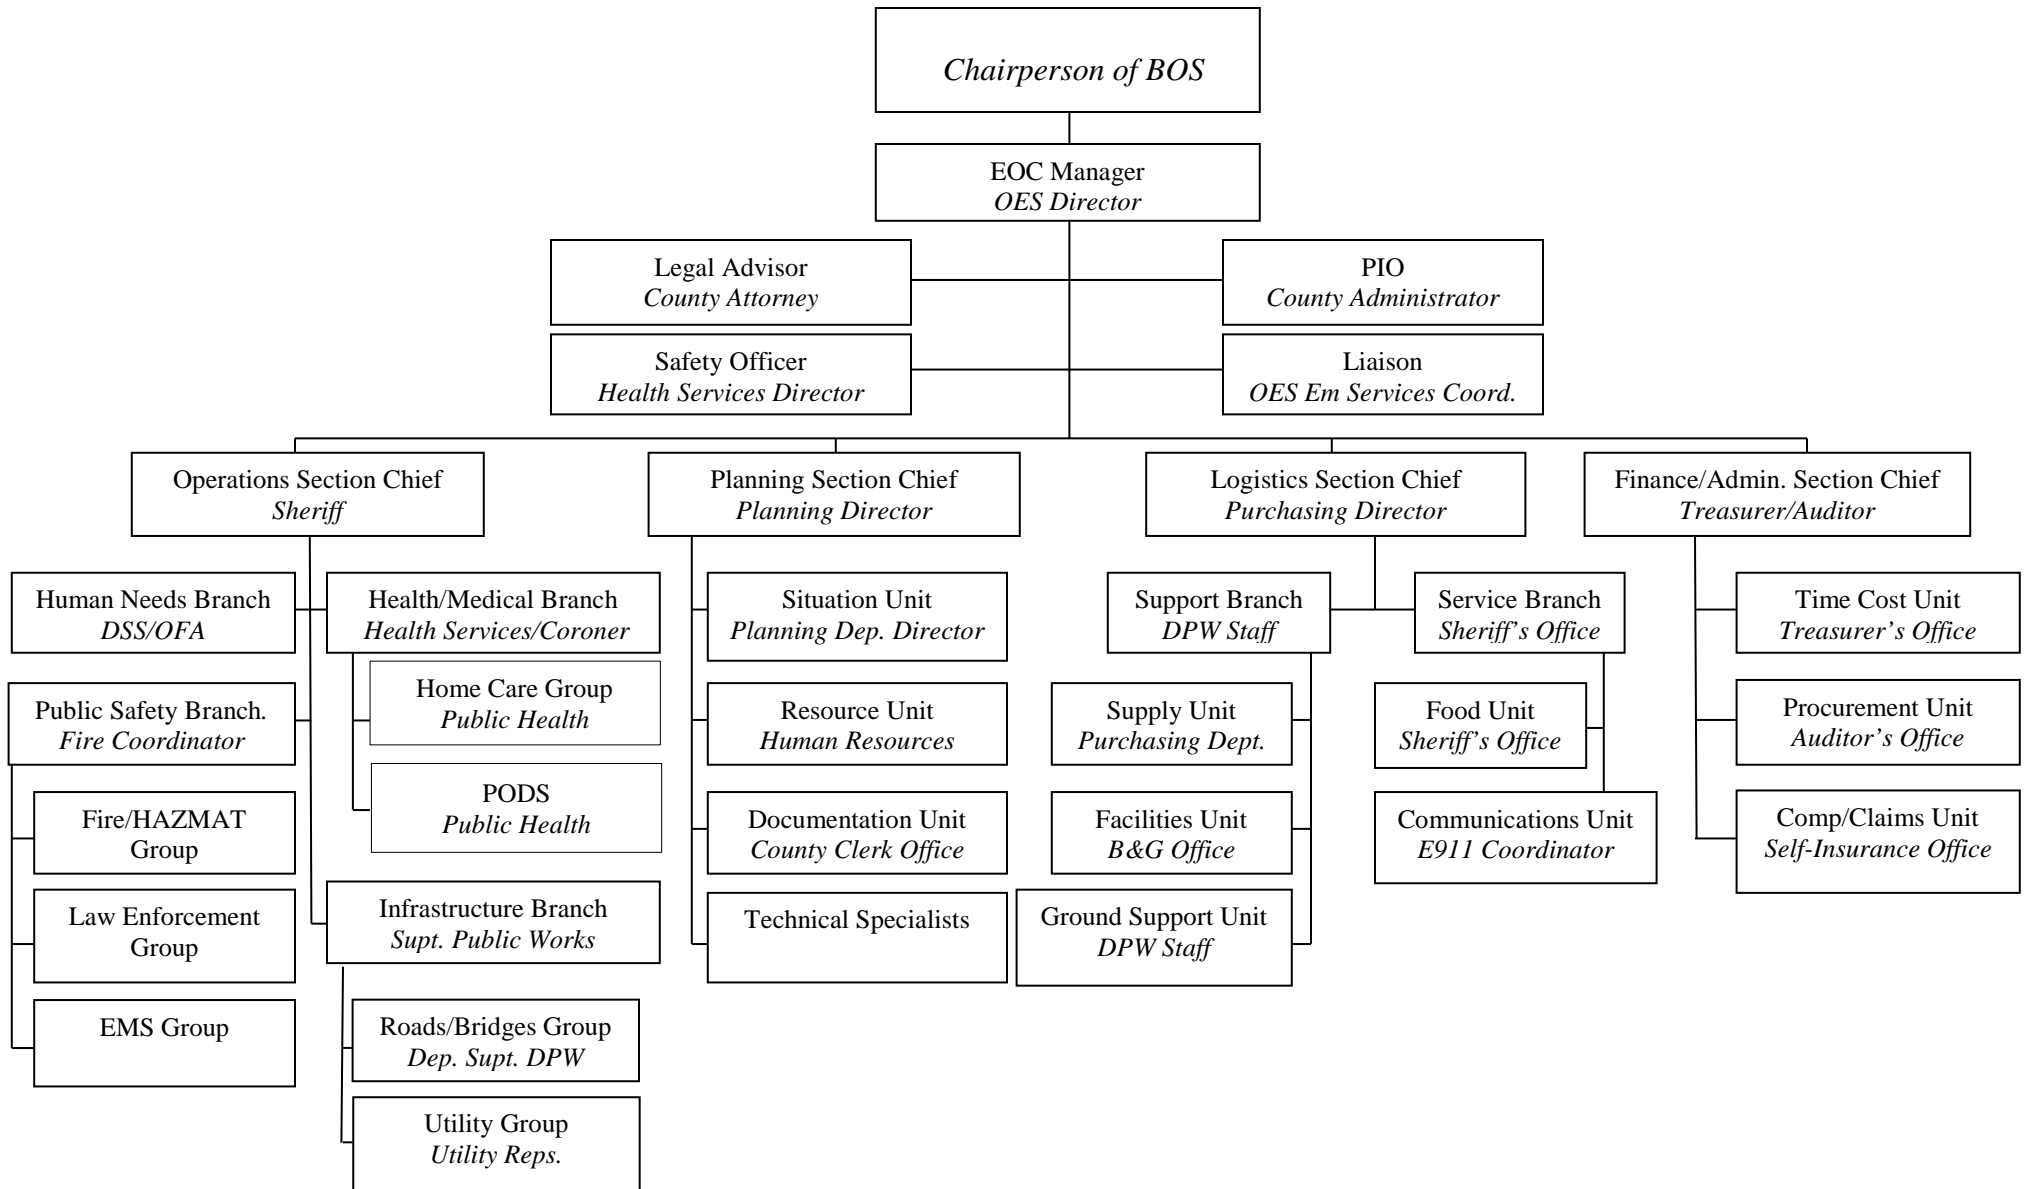 Chairperson of BOS
EOC Manager
OES Director
Legal Advisor
County Attorney
PIO
County Administrator
Safety Officer
Health Services Director
Liaison
OES Em Services Coord.
Operations Section Chief
Sheriff
Planning Section Chief
Planning Director
Logistics Section Chief
Purchasing Director
Finance/Admin. Section Chief
Treasurer/Auditor
Human Needs Branch
DSS/OFA
Health/Medical Branch
Health Services/Coroner
Home Care Group
Public Health
PODS
Public Health
Public Safety Branch.
Fire Coordinator
Fire/HAZMAT
Group
Law Enforcement
Group
EMS Group
Infrastructure Branch
Supt. Public Works
Roads/Bridges Group
Dep. Supt. DPW
Utility Group
Utility Reps.
Situation Unit
Planning Dep. Director
Resource Unit
Human Resources
Documentation Unit
County Clerk Office
Technical Specialists
Support Branch
DPW Staff
Supply Unit
Purchasing Dept.
Facilities Unit
B&G Office
Ground Support Unit
DPW Staff
Service Branch
Sheriff’s Office
Food Unit
Sheriff’s Office
Communications Unit
E911 Coordinator
Time Cost Unit
Treasurer’s Office
Procurement Unit
Auditor’s Office
Comp/Claims Unit
Self-Insurance Office